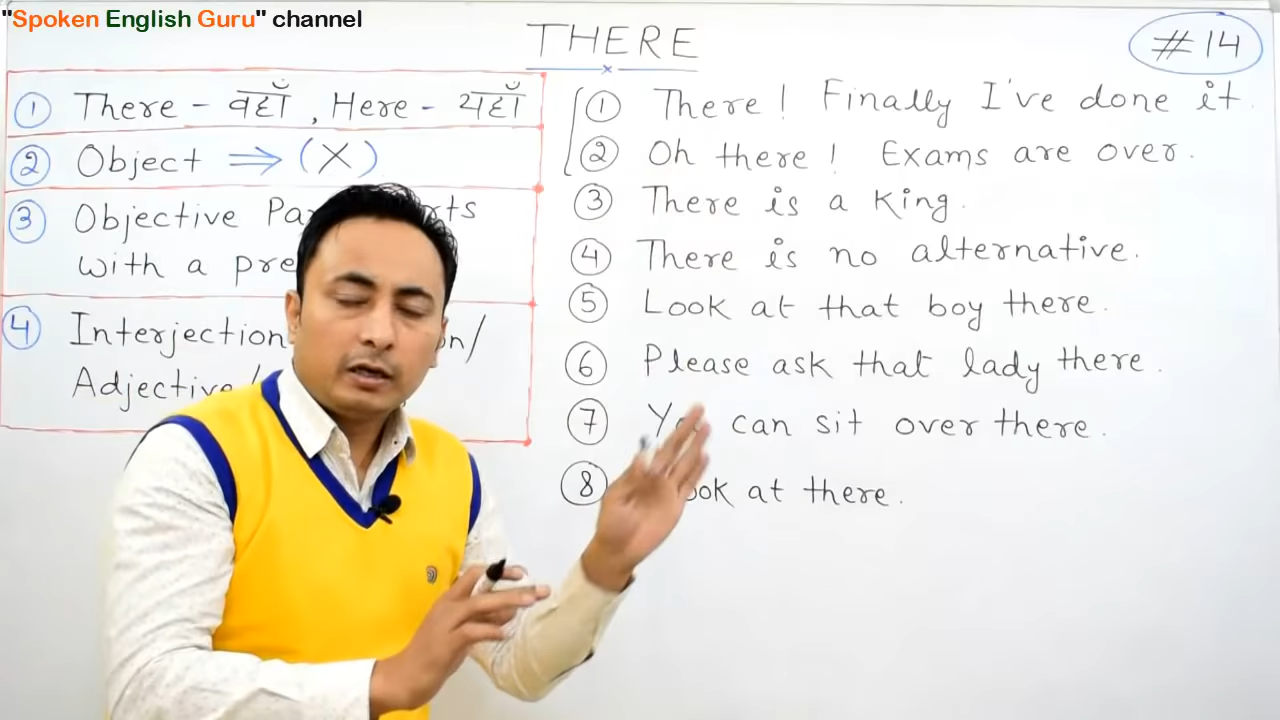 "Spoken English Guru" channel
THERE
#14
① There - वहाँ, Here - यहाँ
② Object ⇒ (X)
③ Objective
with a
④ Interjection
Adjective /
① There! Finally I've done it.
② Oh there! Exams are over.
③ There is a King.
④ There is no alternative.
⑤ Look at that boy there.
⑥ Please ask that lady there.
⑦ can sit over there.
⑧ at there.